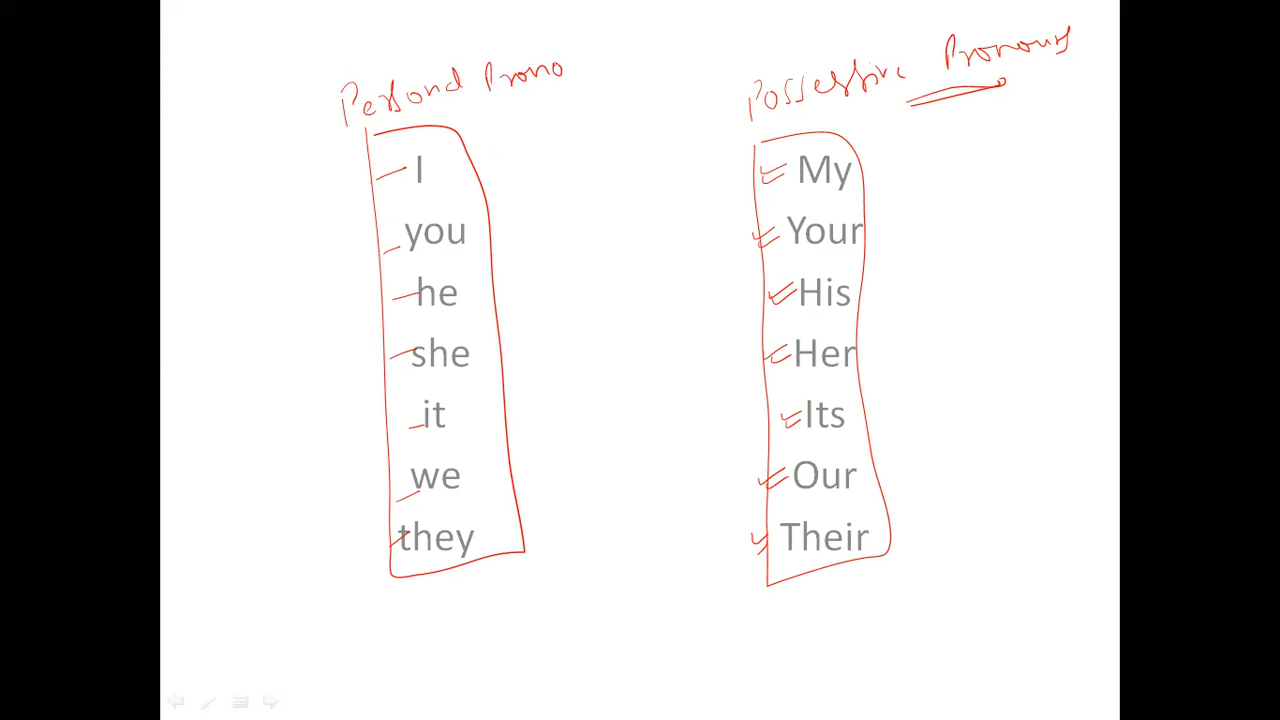 Personal Prono
Possessive Pronouns
I
you
he
she
it
we
they
My
Your
His
Her
Its
Our
Their